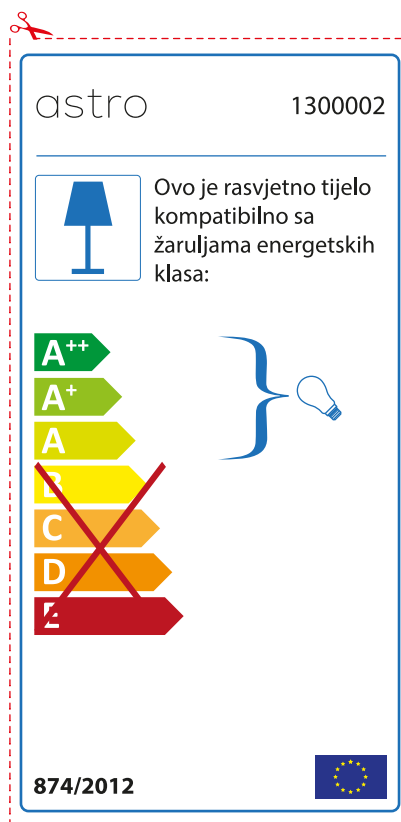 astro
1300002
Ovo je rasvjetno tijelo
kompatibilno sa
žaruljama energetskih
klasa:
A++
A+
A
B
C
D
E
874/2012